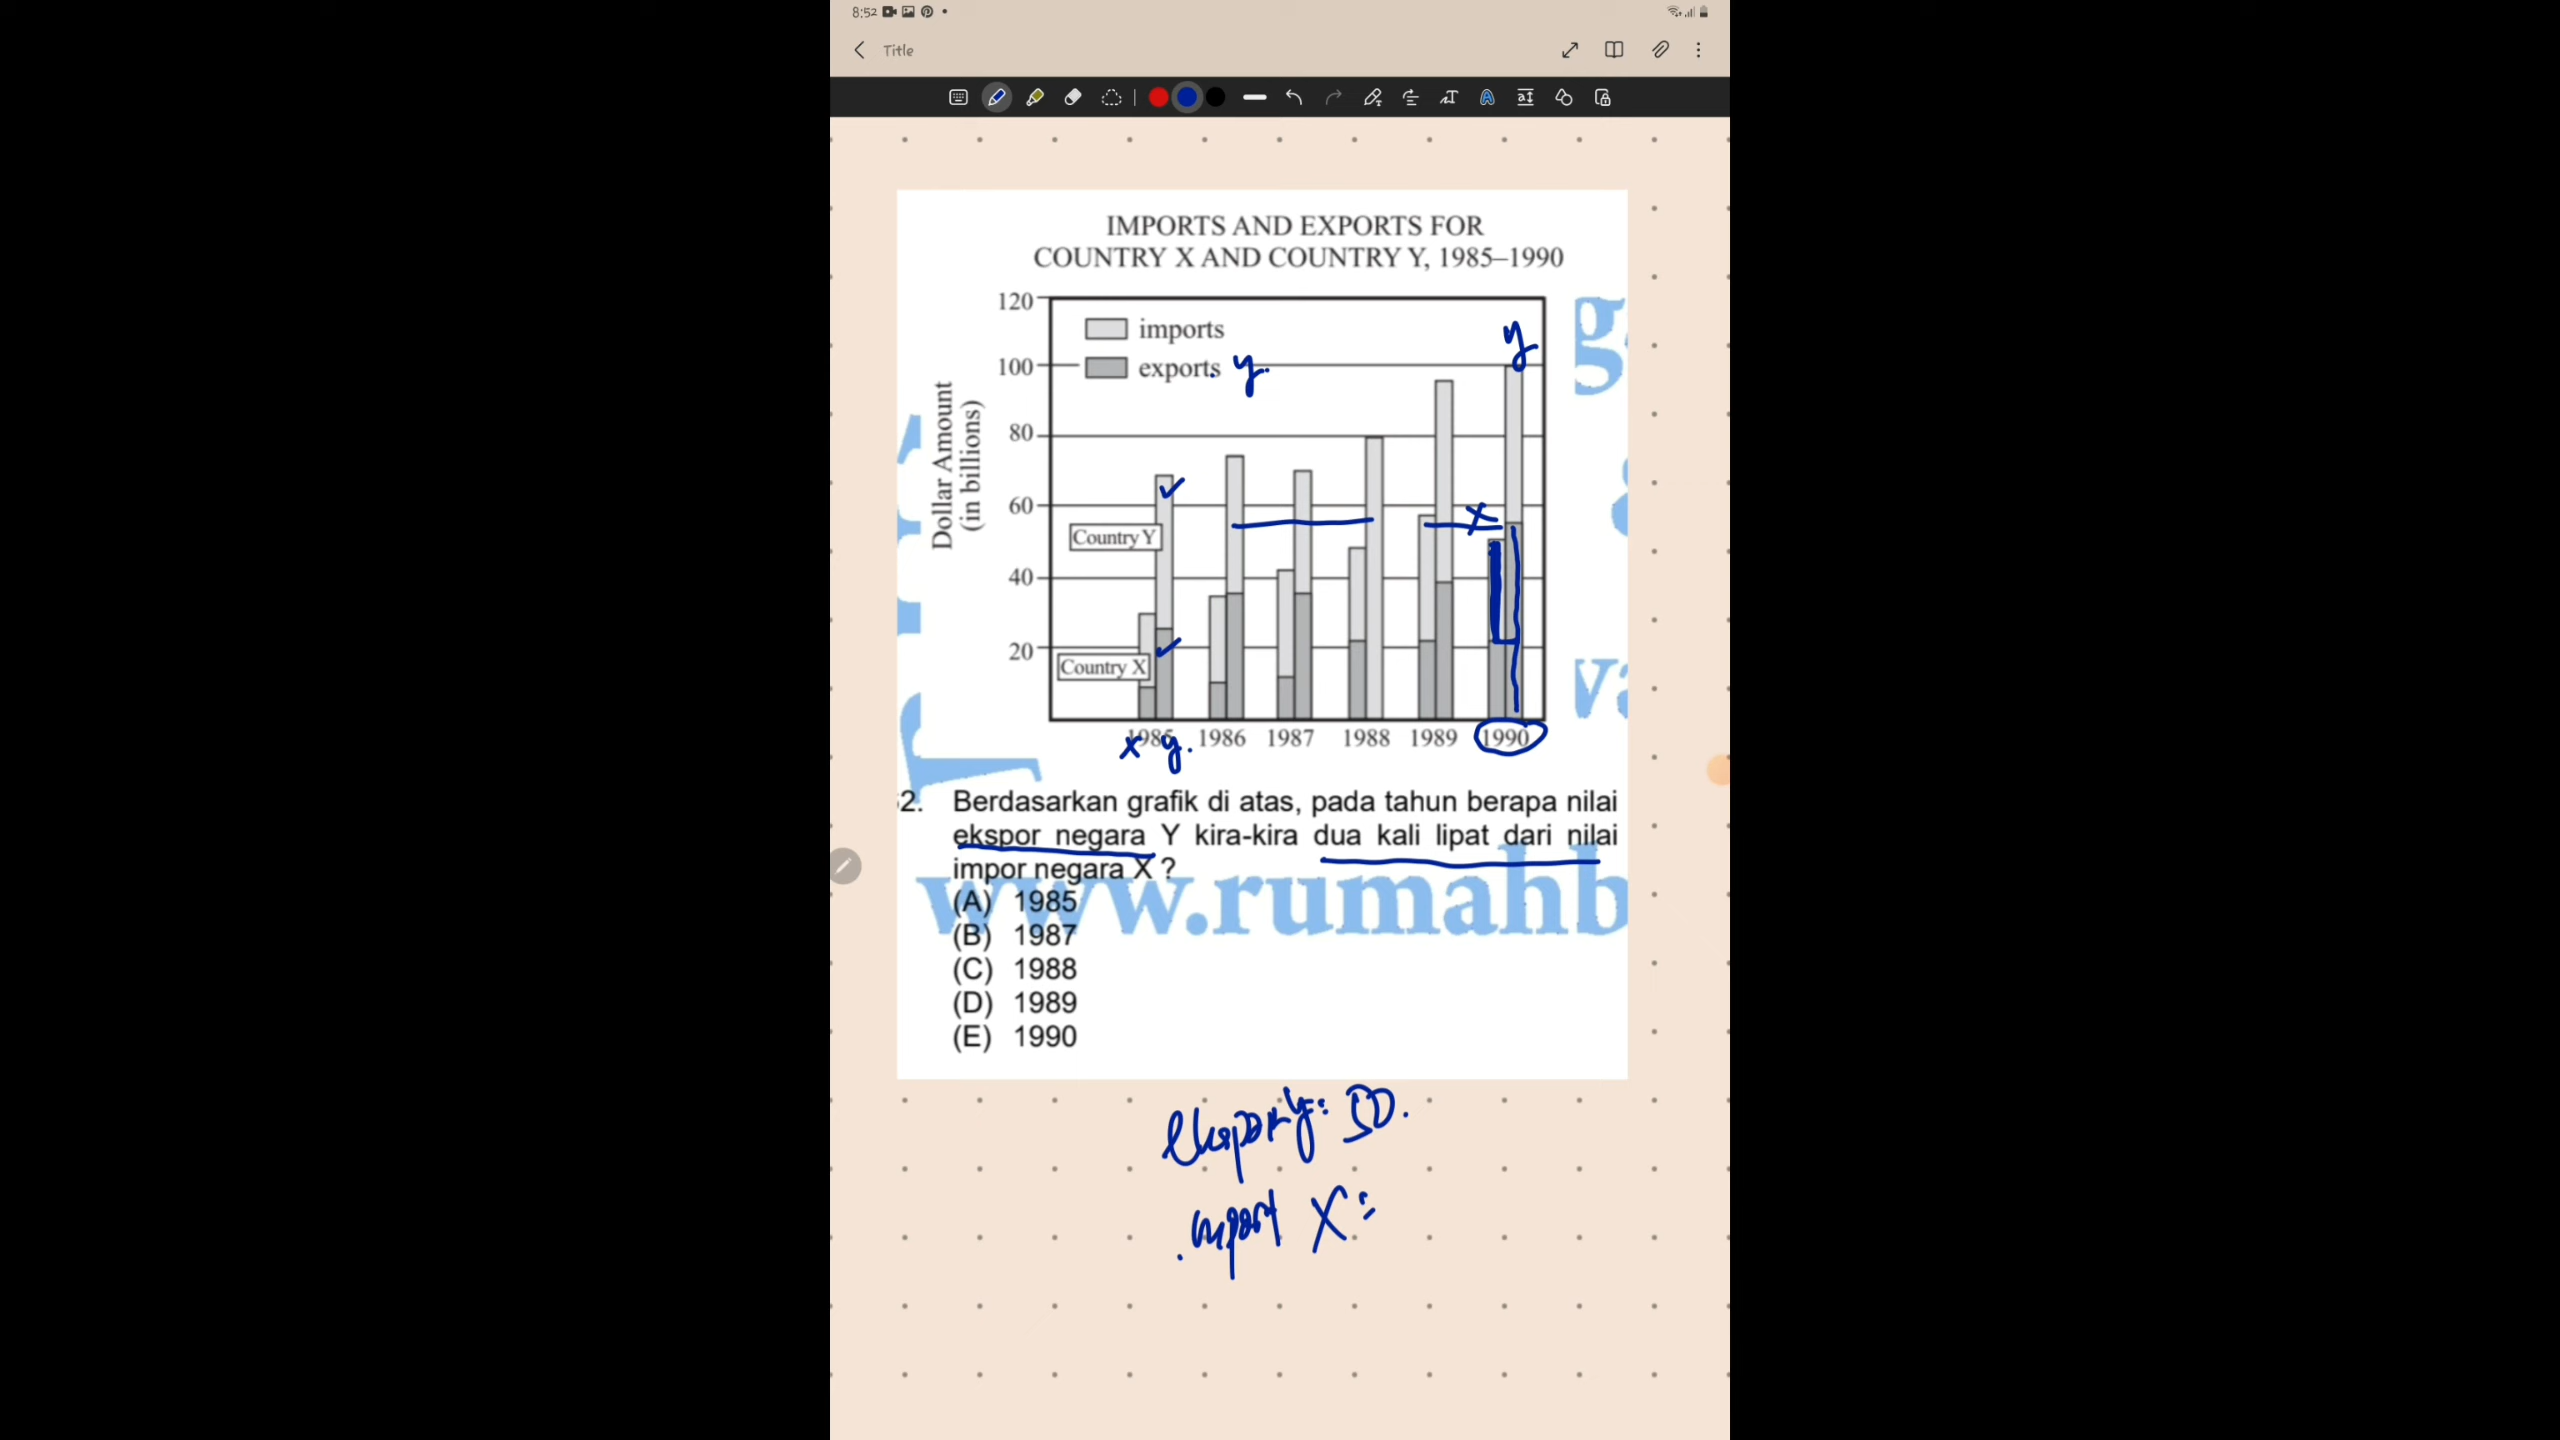 8:52
Title
IMPORTS AND EXPORTS FOR
COUNTRY X AND COUNTRY Y, 1985–1990
Dollar Amount
(in billions)
120
100
80
60
40
20
imports
exports
y
y
x
Country Y
Country X
1985 1986 1987 1988 1989 1990
x y
2. Berdasarkan grafik di atas, pada tahun berapa nilai
ekspor negara Y kira-kira dua kali lipat dari nilai
impor negara X ?
(A) 1985
(B) 1987
(C) 1988
(D) 1989
(E) 1990
www.rumahb
Ekspor y: 50.
import X =